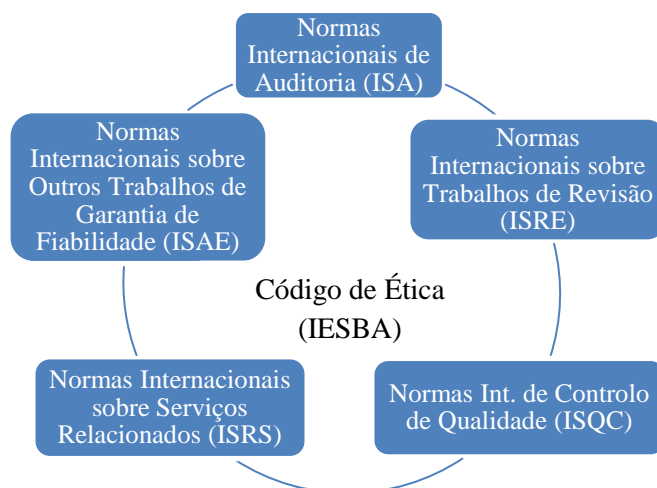 Normas
Internacionais de
Auditoria (ISA)
Normas
Internacionais sobre
Outros Trabalhos de
Garantia de
Fiabilidade (ISAE)
Normas
Internacionais sobre
Trabalhos de Revisão
(ISRE)
Código de Ética
(IESBA)
Normas Internacionais
sobre Serviços
Relacionados (ISRS)
Normas Int. de Controlo
de Qualidade (ISQC)